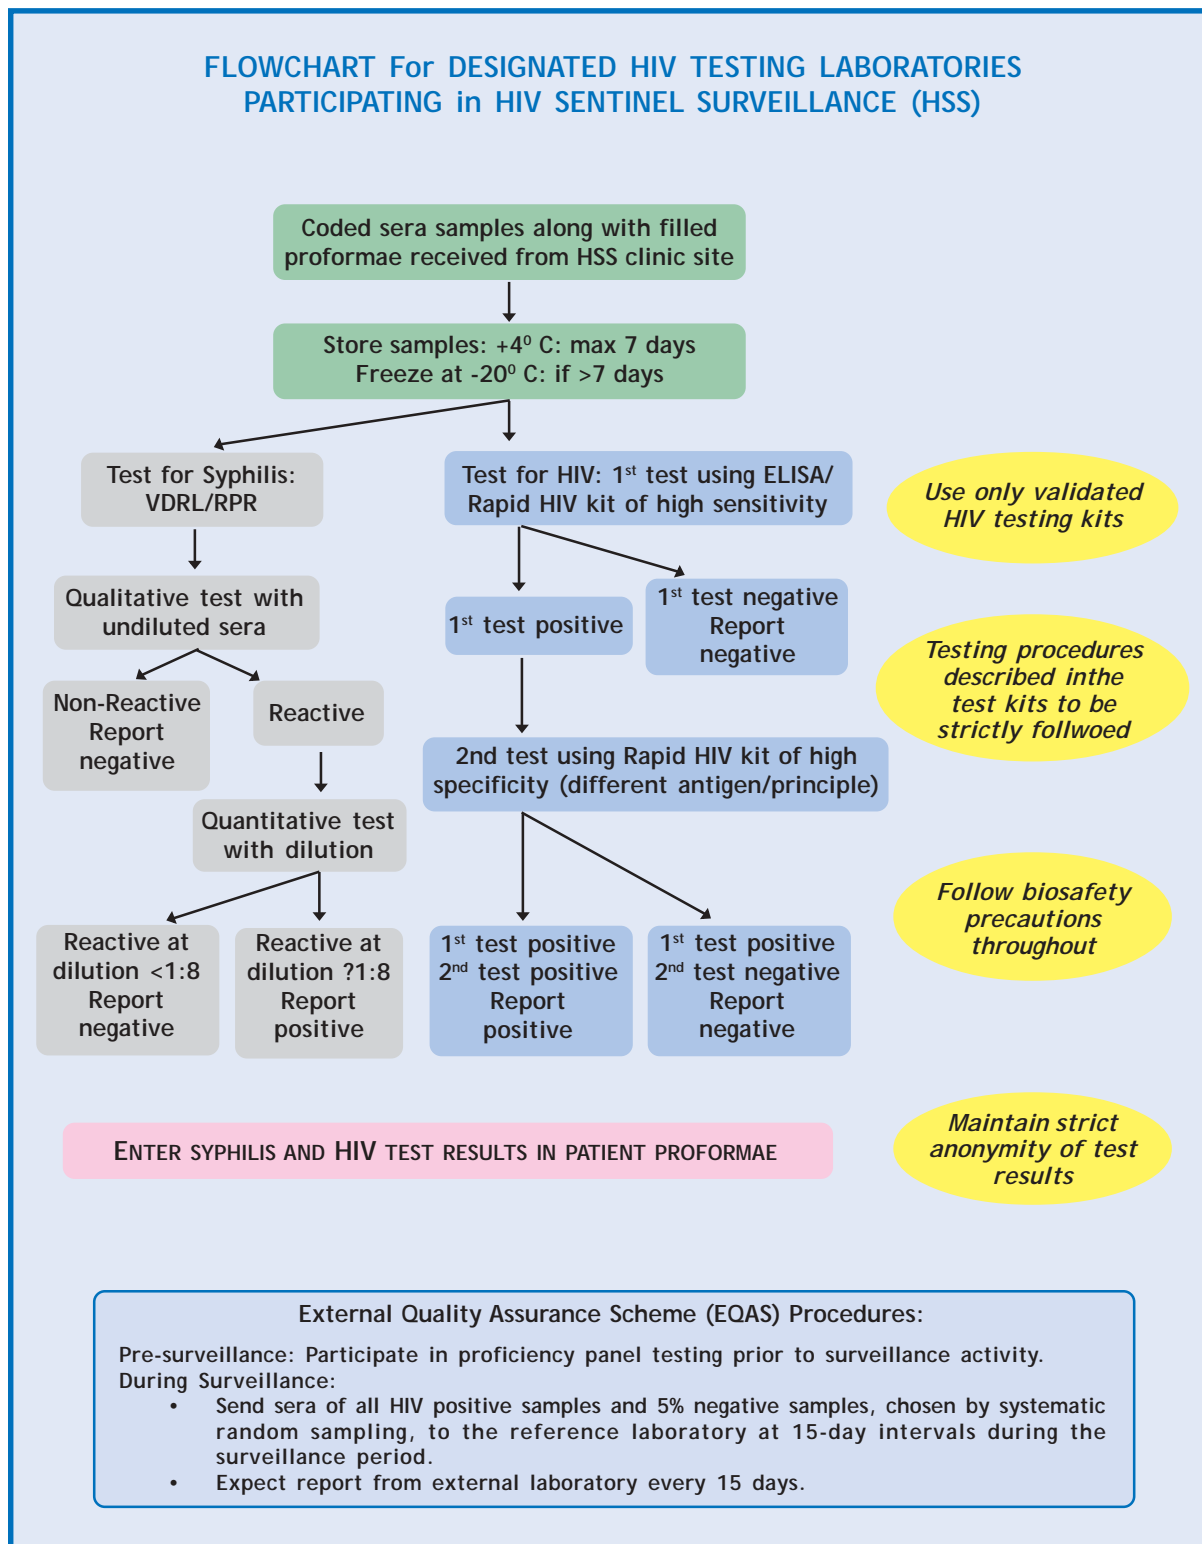 FLOWCHART For DESIGNATED HIV TESTING LABORATORIES
PARTICIPATING in HIV SENTINEL SURVEILLANCE (HSS)
Coded sera samples along with filled
proformae received from HSS clinic site
Store samples: +4⁰ C: max 7 days
Freeze at -20⁰ C: if >7 days
Test for Syphilis:
VDRL/RPR
Test for HIV: 1st test using ELISA/
Rapid HIV kit of high sensitivity
Use only validated
HIV testing kits
Qualitative test with
undiluted sera
1st test positive
1st test negative
Report
negative
Testing procedures
described inthe
test kits to be
strictly follwoed
Non-Reactive
Report
negative
Reactive
2nd test using Rapid HIV kit of high
specificity (different antigen/principle)
Quantitative test
with dilution
Follow biosafety
precautions
throughout
Reactive at
dilution <1:8
Report
negative
Reactive at
dilution ?1:8
Report
positive
1st test positive
2nd test positive
Report
positive
1st test positive
2nd test negative
Report
negative
Maintain strict
anonymity of test
results
ENTER SYPHILIS AND HIV TEST RESULTS IN PATIENT PROFORMAE
External Quality Assurance Scheme (EQAS) Procedures:
Pre-surveillance: Participate in proficiency panel testing prior to surveillance activity.
During Surveillance:
• Send sera of all HIV positive samples and 5% negative samples, chosen by systematic
random sampling, to the reference laboratory at 15-day intervals during the
surveillance period.
• Expect report from external laboratory every 15 days.